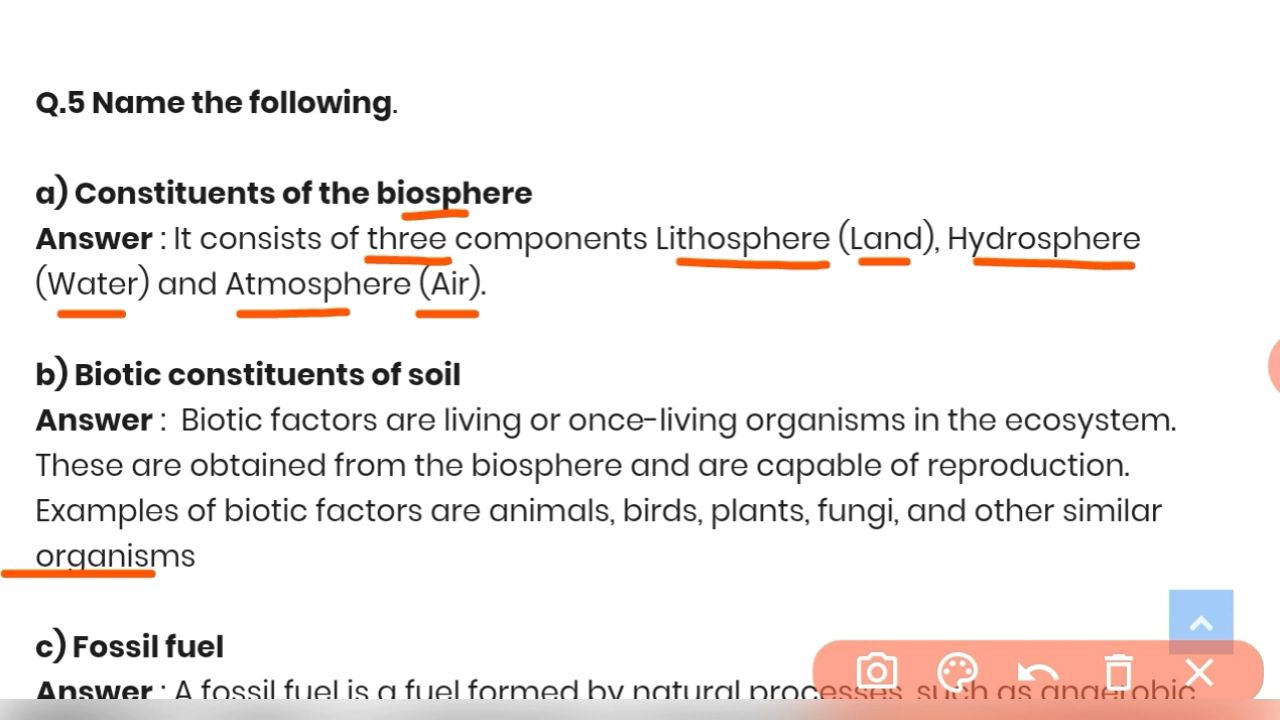 Q.5 Name the following.
a) Constituents of the biosphere
Answer : It consists of three components Lithosphere (Land), Hydrosphere
(Water) and Atmosphere (Air).
b) Biotic constituents of soil
Answer : Biotic factors are living or once-living organisms in the ecosystem.
These are obtained from the biosphere and are capable of reproduction.
Examples of biotic factors are animals, birds, plants, fungi, and other similar
organisms
c) Fossil fuel
Answer : A fossil fuel is a fuel formed by natural processes, such as anaerobic